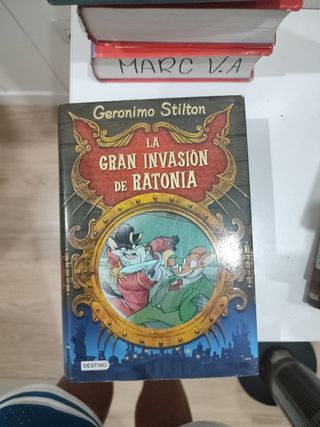 MARC V.A
Geronimo Stilton
LA
GRAN INVASIÓN
DE RATONIA
DESTINO